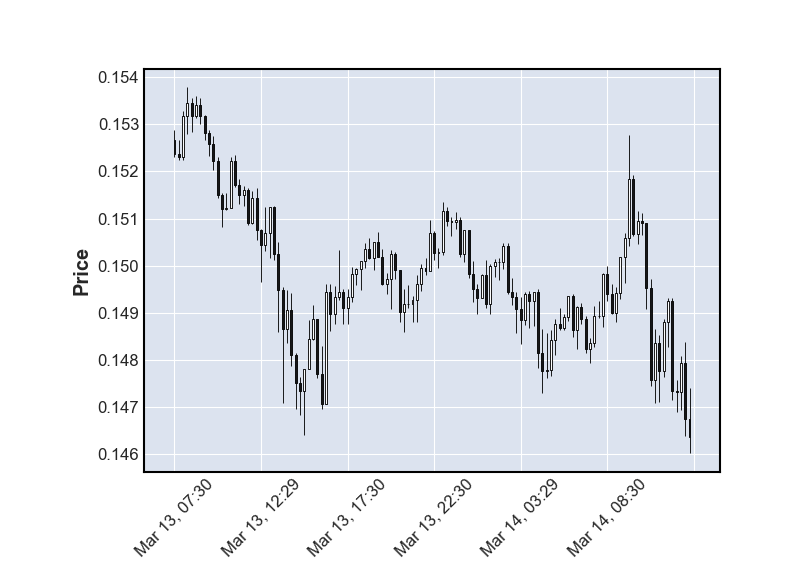 0.154
0.153
0.152
0.151
0.150
0.149
0.148
0.147
0.146
Price
Mar 13, 07:30
Mar 13, 12:29
Mar 13, 17:30
Mar 13, 22:30
Mar 14, 03:29
Mar 14, 08:30